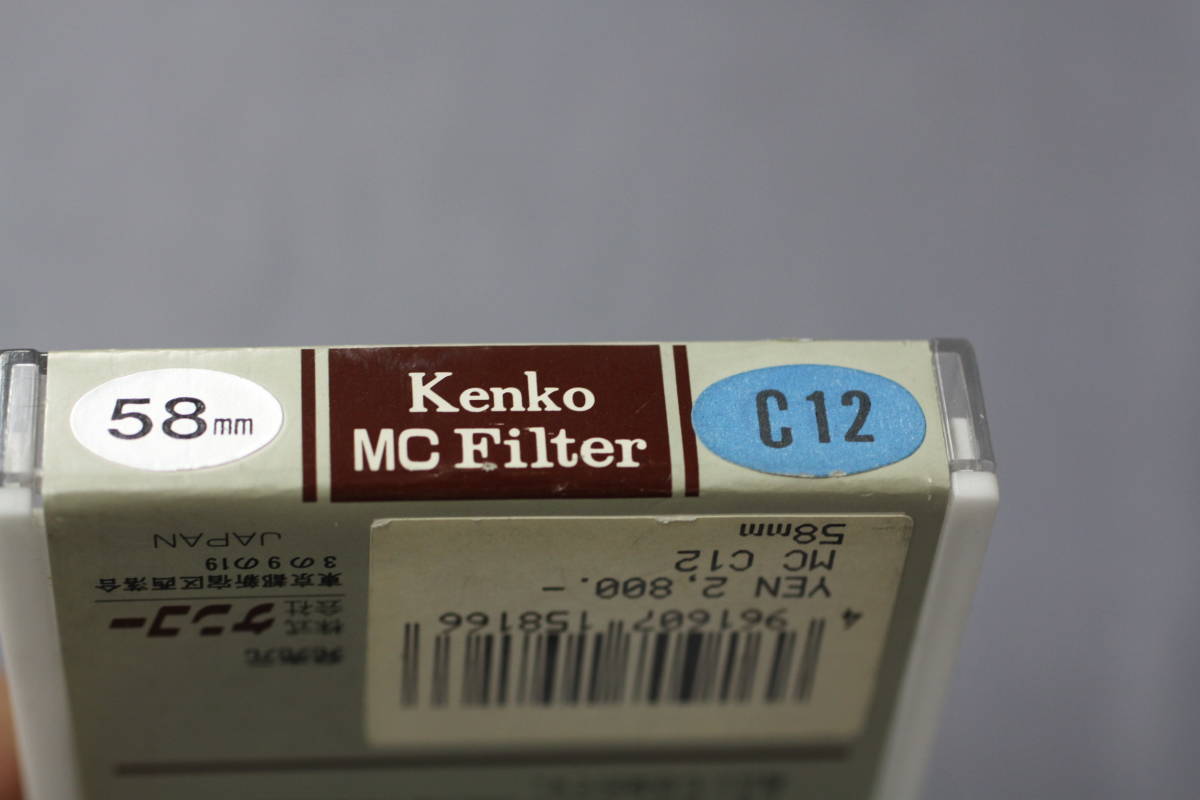 58mm
Kenko
MC Filter
C12
58mm
MC C12
YEN 2,800.-
4 961607 158166
発売元
株式
会社 ケンコー
東京都新宿区西落合
3の9の19
JAPAN